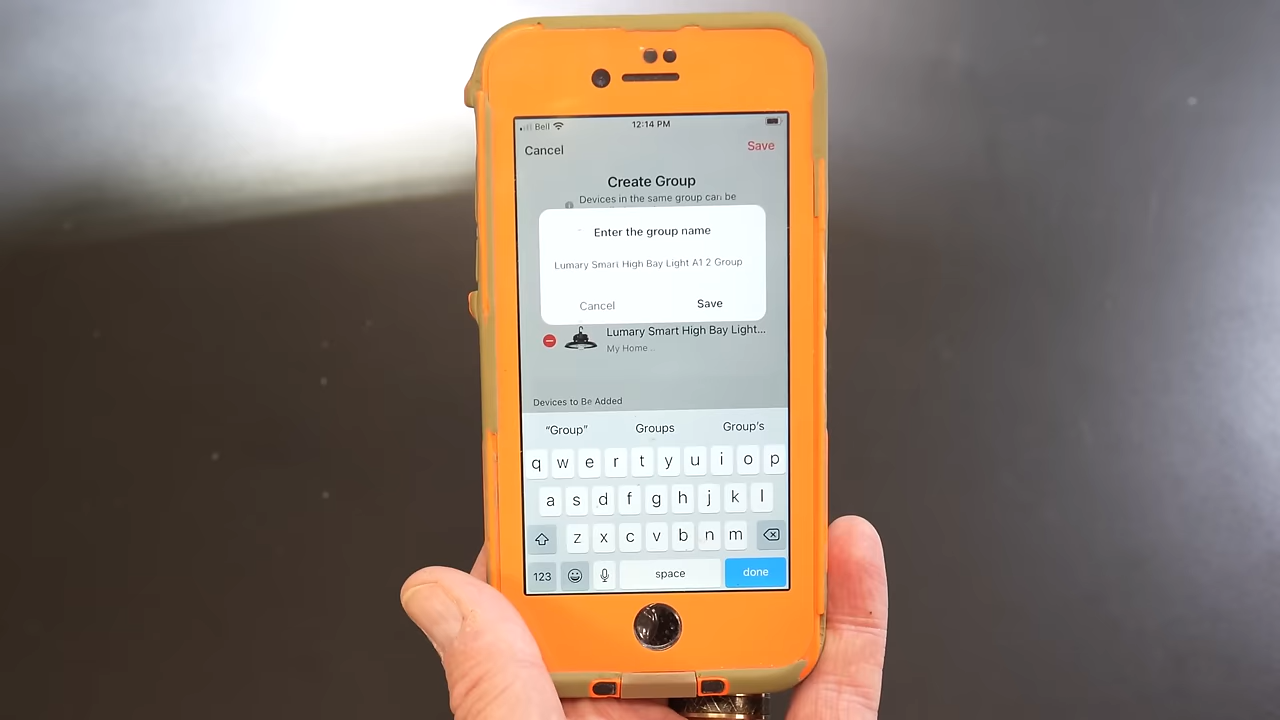 Bell 12:14 PM
Cancel Save
Create Group
Devices in the same group can be
Enter the group name
Lumary Smart High Bay Light A1 2 Group
Cancel Save
Lumary Smart High Bay Light...
My Home
Devices to Be Added
"Group" Groups Group's
q w e r t y u i o p
a s d f g h j k l
z x c v b n m
123 space done